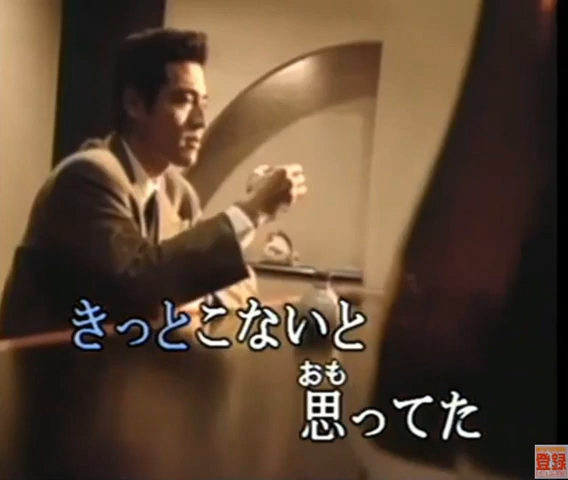 きっとこないと
おも
思ってた
登録